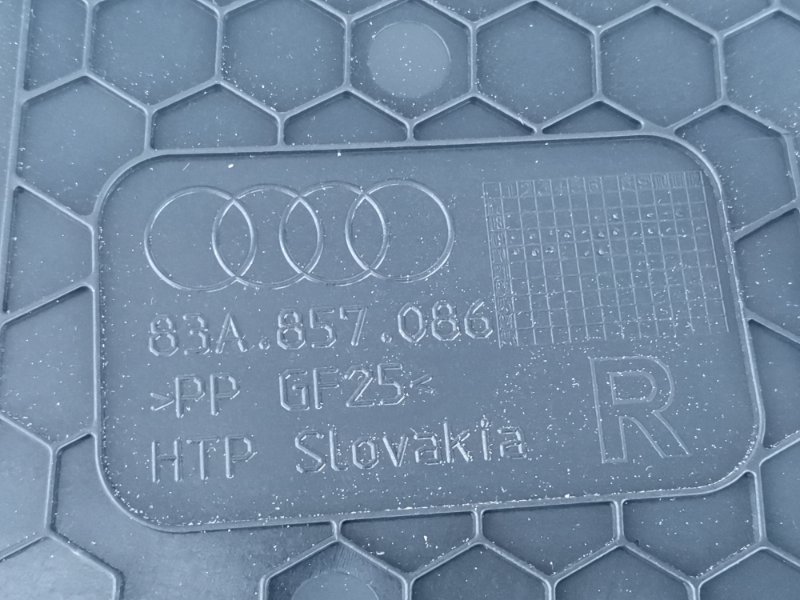 83A.857.086
>PP GF25<
HTP Slovakia
R